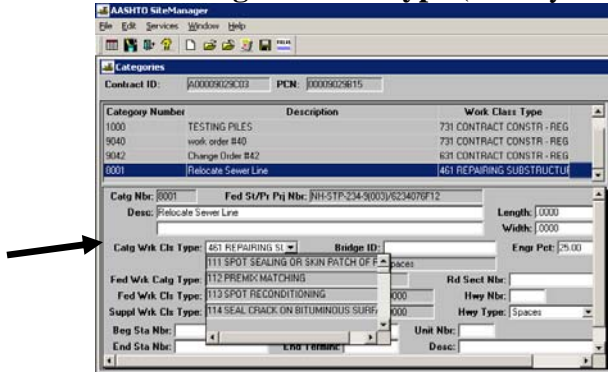 AASHTO SiteManager
File Edit Services Window Help
Categories
Contract ID: A00009029C03 PCN: 00009029B15
Category Number Description Work Class Type
1000 TESTING PILES 731 CONTRACT CONSTR - REG
9040 work order #40 731 CONTRACT CONSTR - REG
9042 Change Order #42 631 CONTRACT CONSTR - REG
0001 Relocate Sewer Line 461 REPAIRING SUBSTRUCTUR
Catg Nbr: 0001 Fed St/Pr Prj Nbr: NH-STP-234-9(003)/6234076F12
Desc: Relocate Sewer Line Length: .0000
Width: .0000
Catg Wrk Cls Type: 461 REPAIRING SU Bridge ID: Engr Pct: 25.00
111 SPOT SEALING OR SKIN PATCH OF R paces
Fed Wrk Catg Type: 112 PREMIX MATCHING Rd Sect Nbr:
Fed Wrk Cls Type: 113 SPOT RECONDITIONING 0000 Hwy Nbr:
Suppl Wrk Cls Type: 114 SEAL CRACK ON BITUMINOUS SURFA 0000 Hwy Type: Spaces
Beg Sta Nbr: Unit Nbr:
End Sta Nbr: End Termini: Desc: